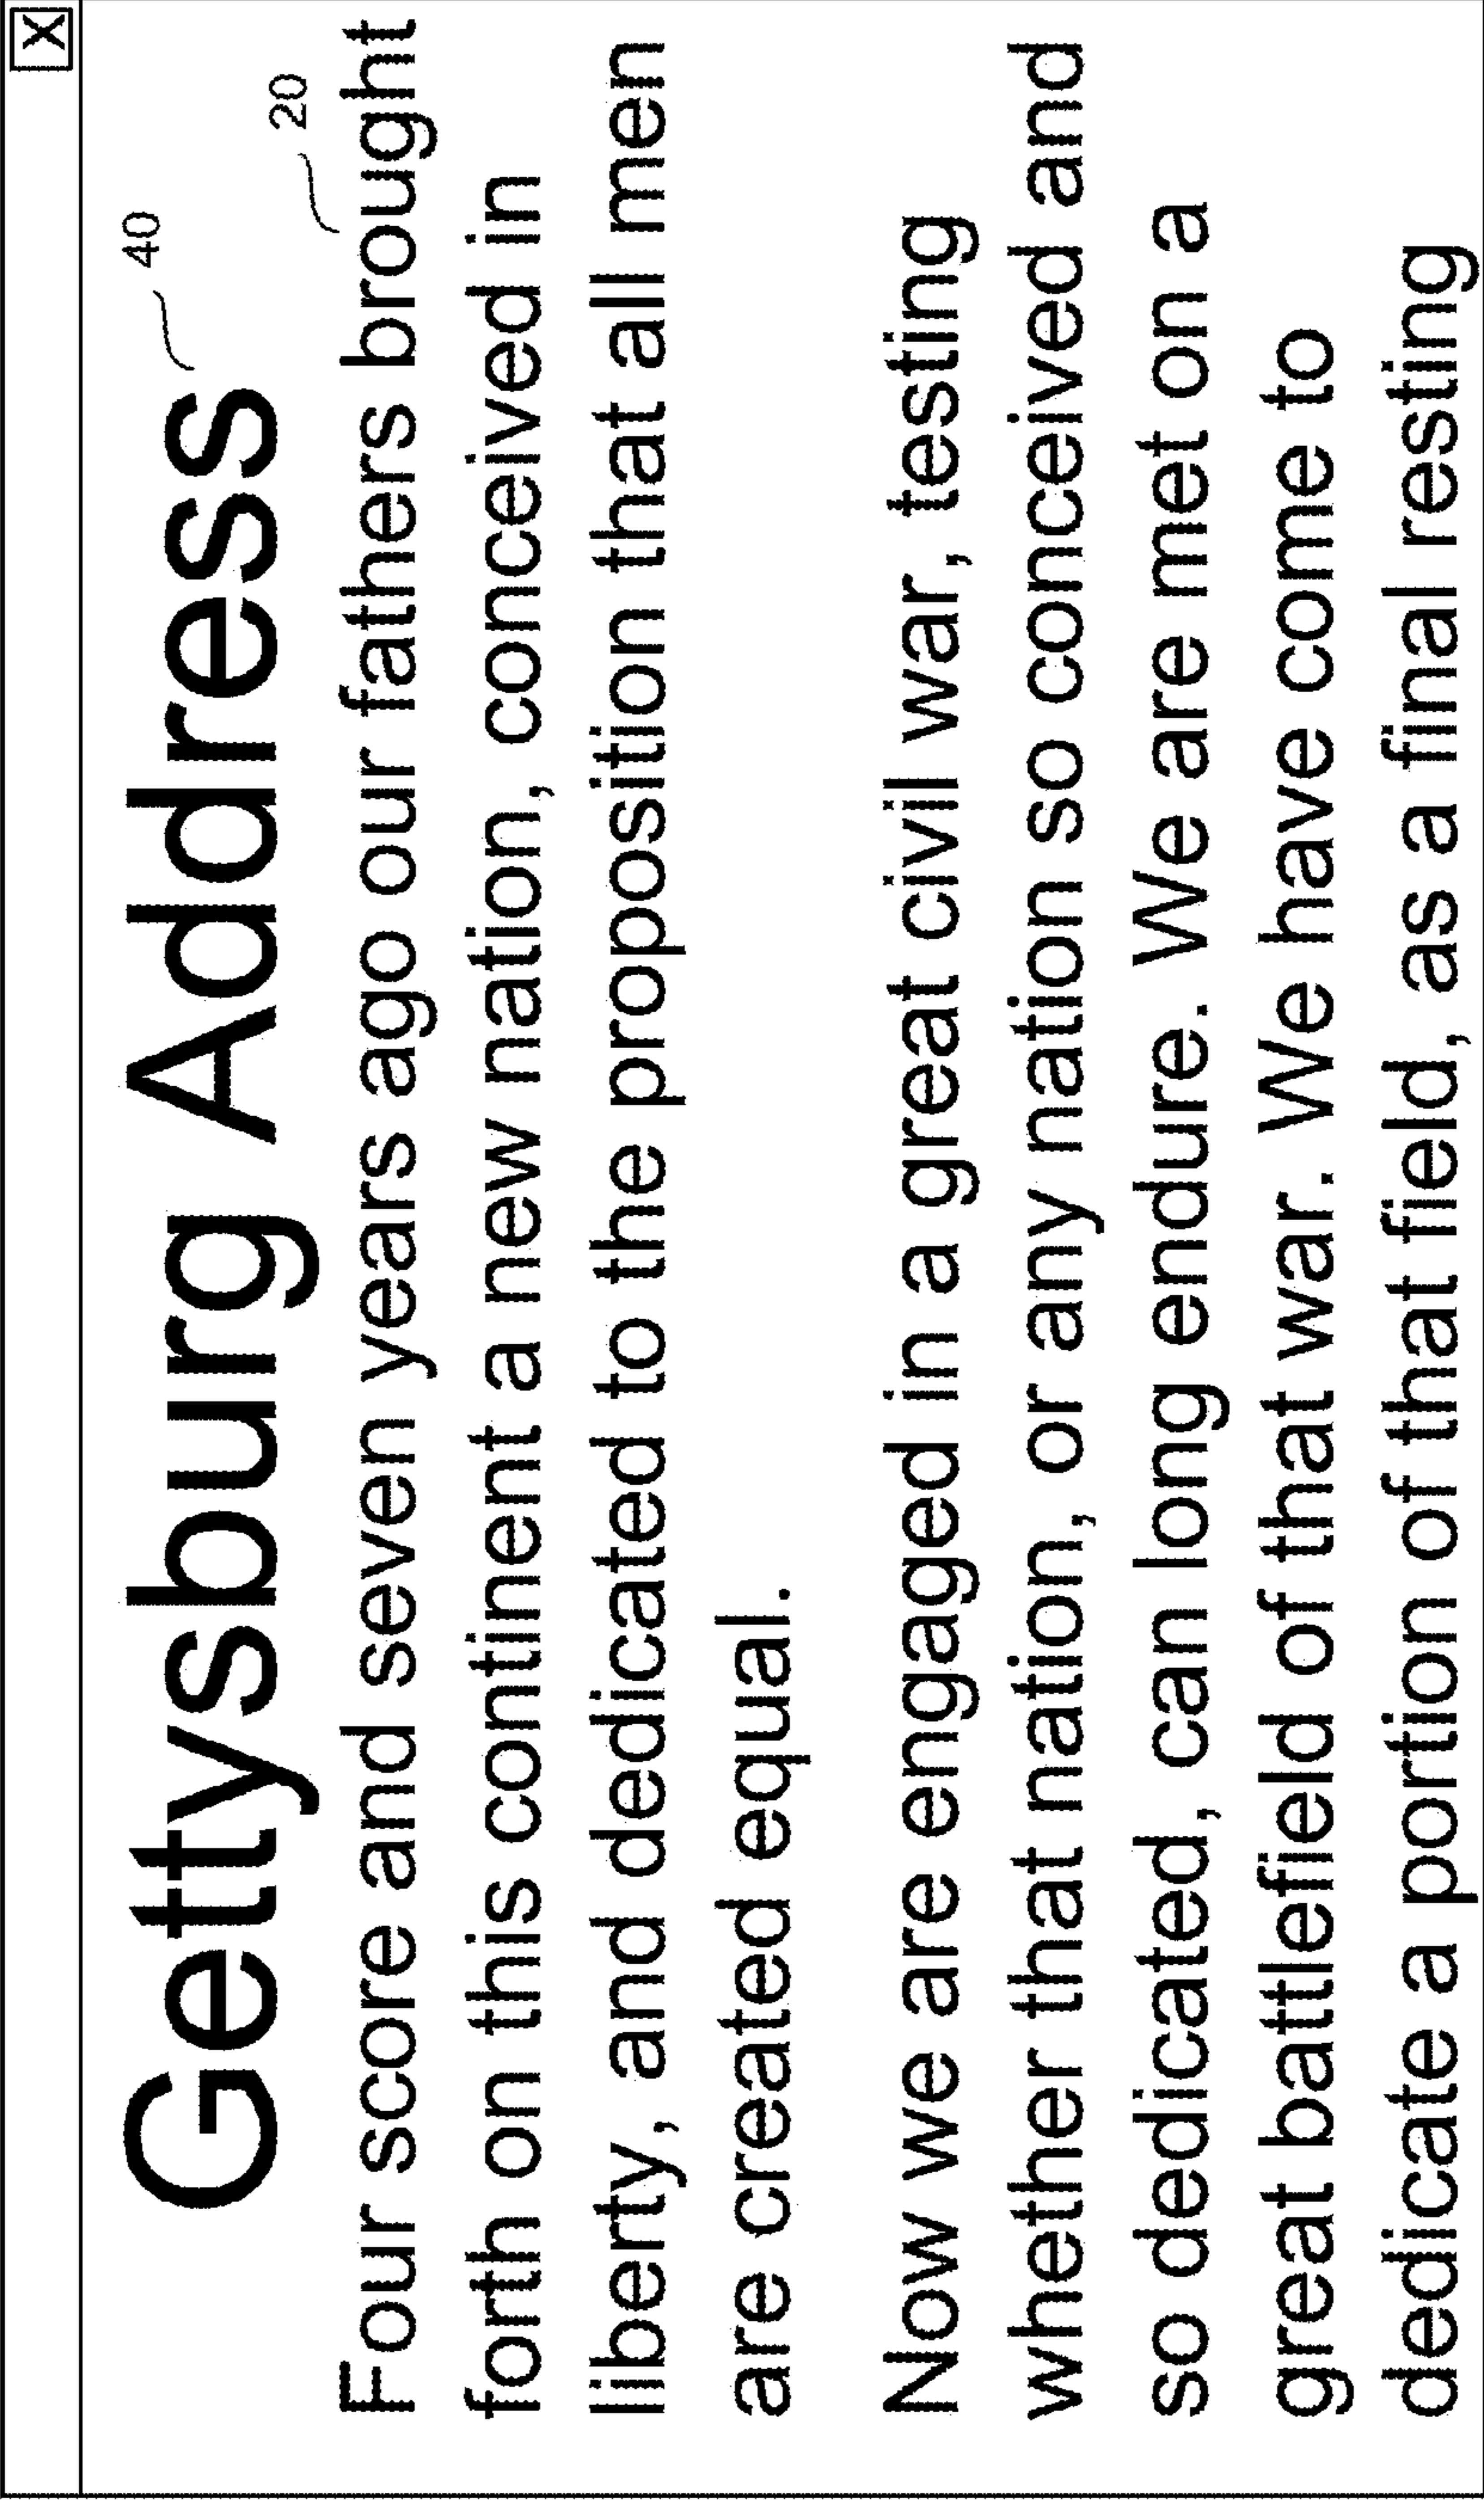 X
Gettysburg Address
40
20
Four score and seven years ago our fathers brought
forth on this continent a new nation, conceived in
liberty, and dedicated to the proposition that all men
are created equal.
Now we are engaged in a great civil war, testing
whether that nation, or any nation so conceived and
so dedicated, can long endure. We are met on a
great battlefield of that war. We have come to
dedicate a portion of that field, as a final resting